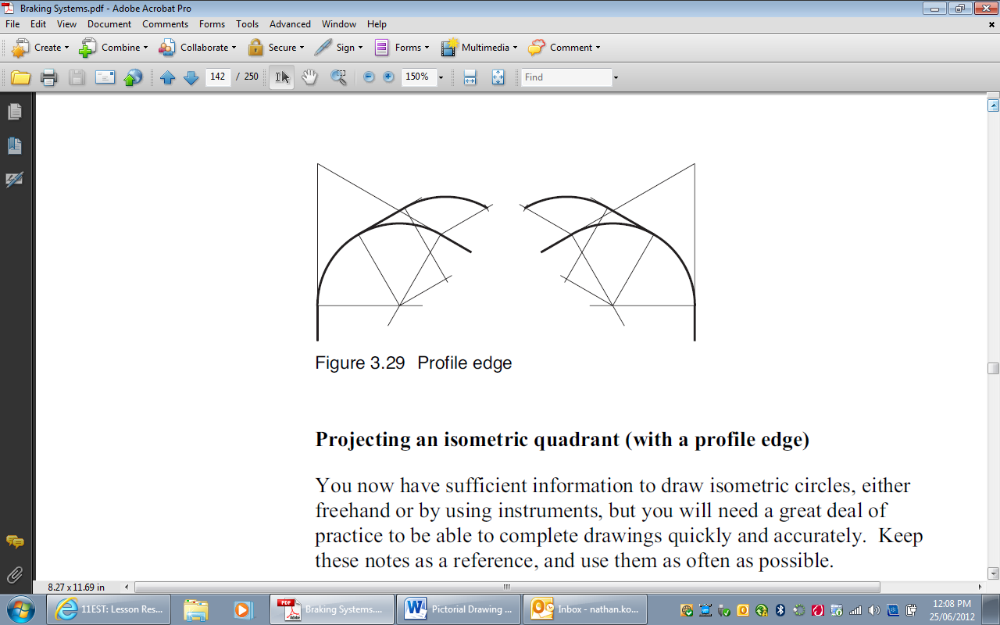 Braking Systems.pdf - Adobe Acrobat Pro
File Edit View Document Comments Forms Tools Advanced Window Help
Create Combine Collaborate Secure Sign Forms Multimedia Comment
142 / 250 150% Find
Figure 3.29 Profile edge
Projecting an isometric quadrant (with a profile edge)
You now have sufficient information to draw isometric circles, either
freehand or by using instruments, but you will need a great deal of
practice to be able to complete drawings quickly and accurately. Keep
these notes as a reference, and use them as often as possible.
8.27 x 11.69 in
11EST: Lesson Res... PDF Adobe Braking Systems.... Pictorial Drawing ... Inbox - nathan.ko... 12:08 PM
25/06/2012